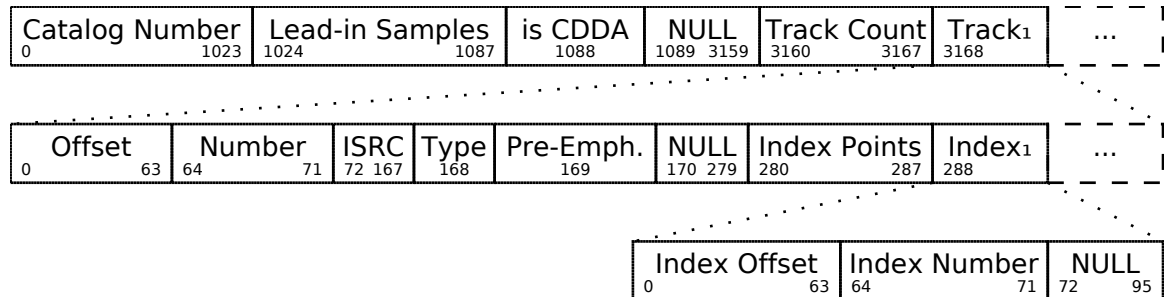 Catalog Number Lead-in Samples is CDDA NULL Track Count Track₁ ...
0 1023 1024 1087 1088 1089 3159 3160 3167 3168
Offset Number ISRC Type Pre-Emph. NULL Index Points Index₁ ...
0 63 64 71 72 167 168 169 170 279 280 287 288
Index Offset Index Number NULL
0 63 64 71 72 95